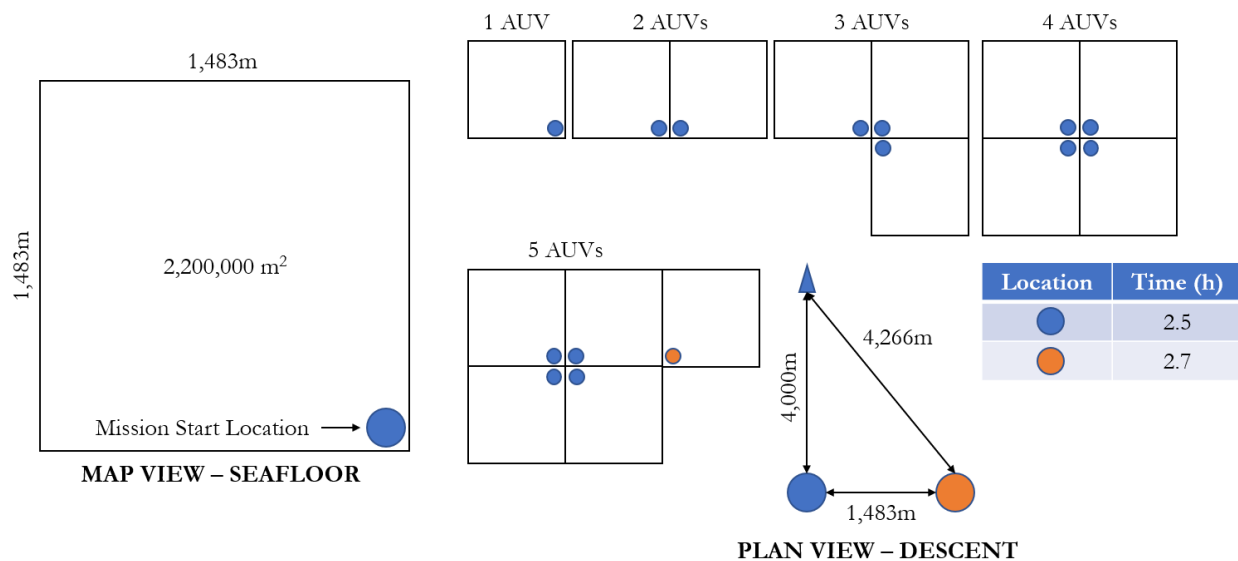 1,483m
1,483m
2,200,000 m²
Mission Start Location
MAP VIEW – SEAFLOOR
1 AUV
2 AUVs
3 AUVs
4 AUVs
5 AUVs
4,000m
4,266m
1,483m
PLAN VIEW – DESCENT
Location Time (h)
2.5
2.7